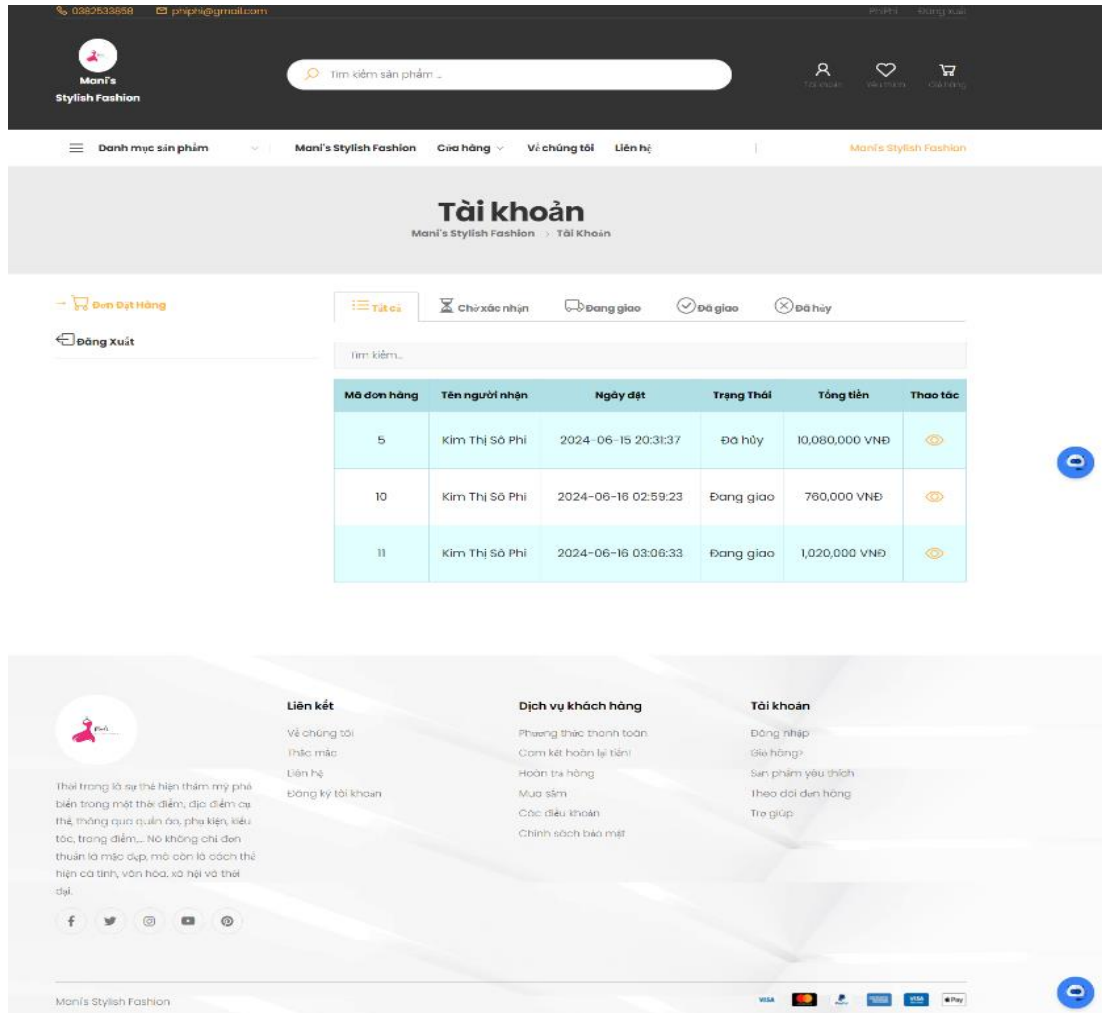 0382533858 phiphi@gmail.com PhiPhi Đăng xuất
Mani's
Stylish Fashion
Tìm kiếm sản phẩm ...
Tài khoản Yêu thích Giỏ hàng
Danh mục sản phẩm Mani's Stylish Fashion Cửa hàng Về chúng tôi Liên hệ | Mani's Stylish Fashion
Tài khoản
Mani's Stylish Fashion > Tài Khoản
→ Đơn Đặt Hàng
Đăng Xuất
Tất cả Chờ xác nhận Đang giao Đã giao Đã hủy
Tìm kiếm...
Mã đơn hàng Tên người nhận Ngày đặt Trạng Thái Tổng tiền Thao tác
5 Kim Thị Sô Phi 2024-06-15 20:31:37 Đã hủy 10,080,000 VNĐ
10 Kim Thị Sô Phi 2024-06-16 02:59:23 Đang giao 760,000 VNĐ
11 Kim Thị Sô Phi 2024-06-16 03:06:33 Đang giao 1,020,000 VNĐ
Thời trang là sự thể hiện thẩm mỹ phổ
biến trong một thời điểm, địa điểm cụ
thể, thông qua quần áo, phụ kiện, kiểu
tóc, trang điểm,... Nó không chỉ đơn
thuần là mặc đẹp, mà còn là cách thể
hiện cá tính, văn hóa, xã hội và thời
đại.
Liên kết
Về chúng tôi
Thắc mắc
Liên hệ
Đăng ký tài khoản
Dịch vụ khách hàng
Phương thức thanh toán
Cam kết hoàn lại tiền!
Hoàn trả hàng
Mua sắm
Các điều khoản
Chính sách bảo mật
Tài khoản
Đăng nhập
Giỏ hàng>
Sản phẩm yêu thích
Theo dõi đơn hàng
Trợ giúp
Mani's Stylish Fashion
VISA PayPal VISA Pay